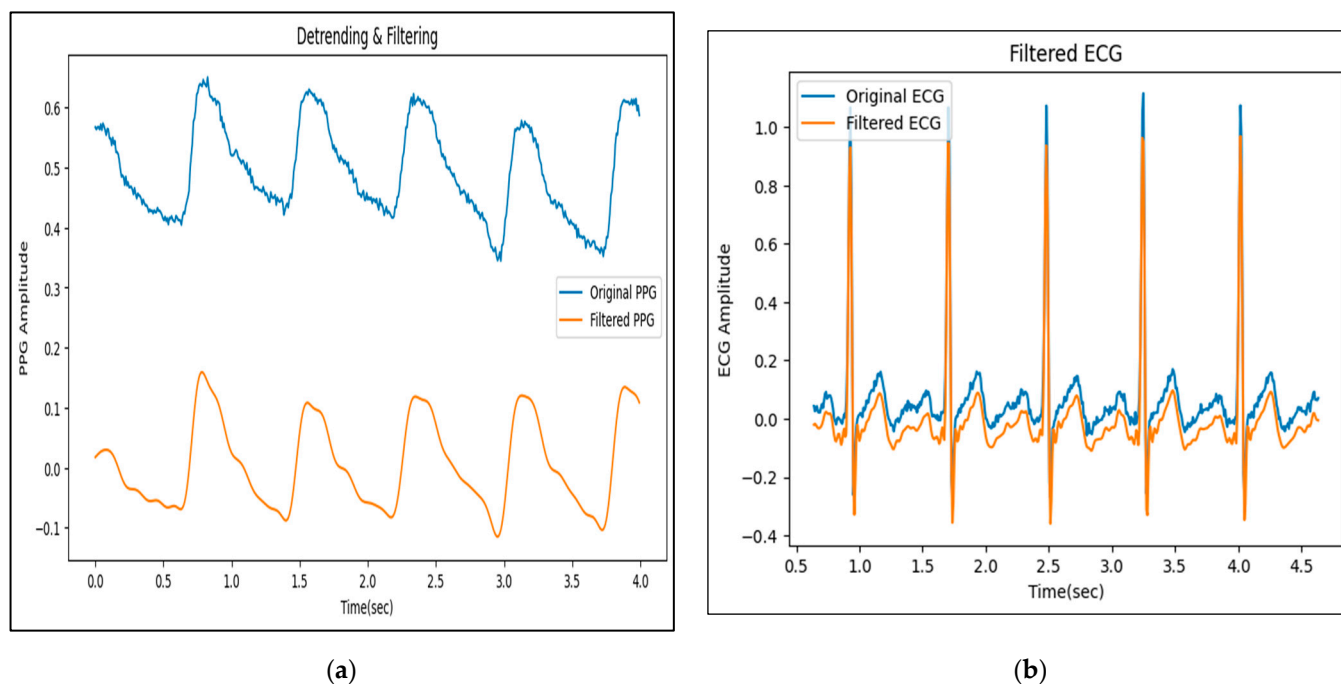 Detrending & Filtering
PPG Amplitude
0.6
0.5
0.4
0.3
0.2
0.1
0.0
−0.1
Original PPG
Filtered PPG
0.0 0.5 1.0 1.5 2.0 2.5 3.0 3.5 4.0
Time(sec)
(a)
Filtered ECG
ECG Amplitude
1.0
0.8
0.6
0.4
0.2
0.0
−0.2
−0.4
Original ECG
Filtered ECG
0.5 1.0 1.5 2.0 2.5 3.0 3.5 4.0 4.5
Time(sec)
(b)